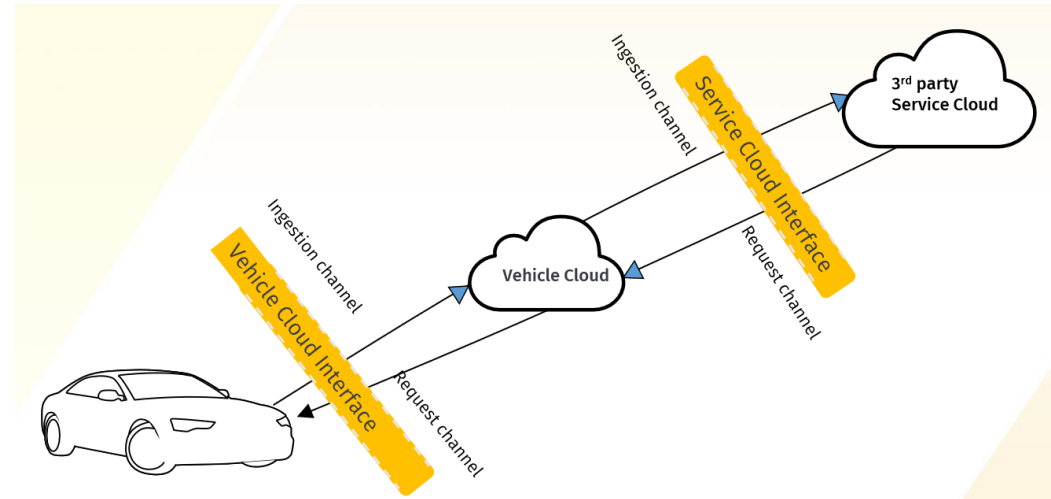 Ingestion channel
Service Cloud Interface
3rd party
Service Cloud
Request channel
Ingestion channel
Vehicle Cloud Interface
Vehicle Cloud
Request channel